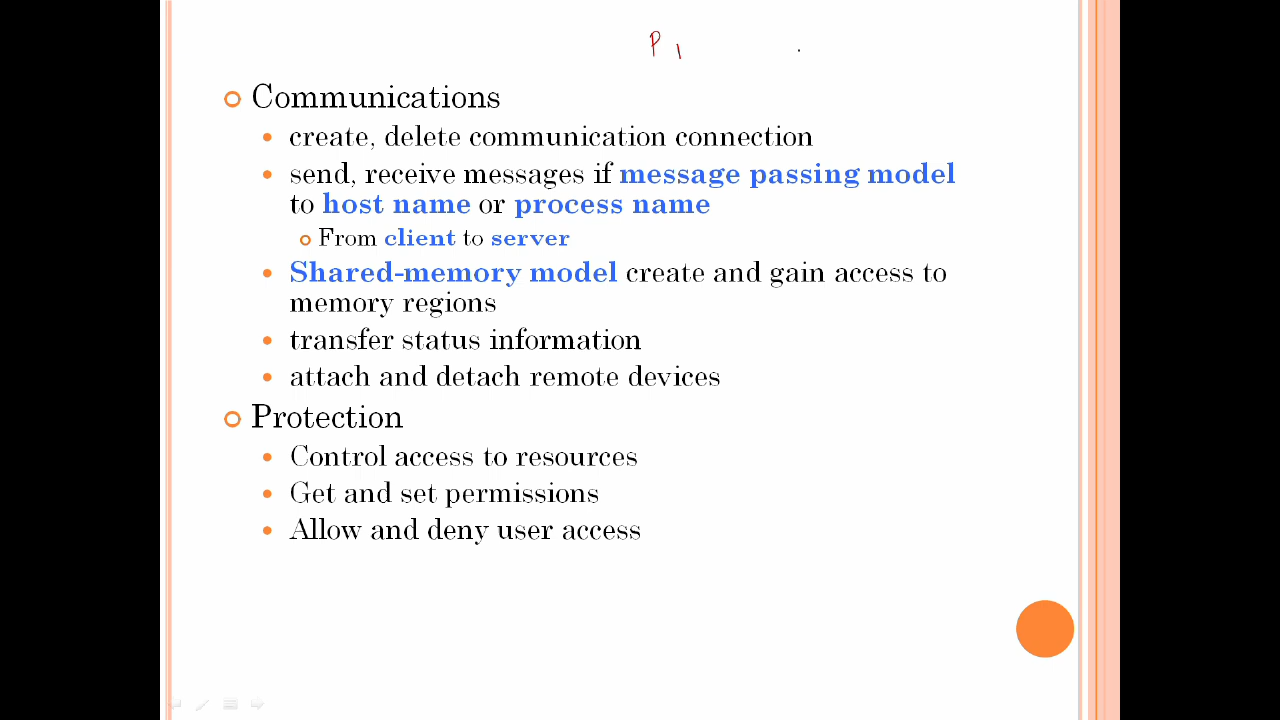 P 1
Communications
create, delete communication connection
send, receive messages if message passing model
to host name or process name
From client to server
Shared-memory model create and gain access to
memory regions
transfer status information
attach and detach remote devices
Protection
Control access to resources
Get and set permissions
Allow and deny user access